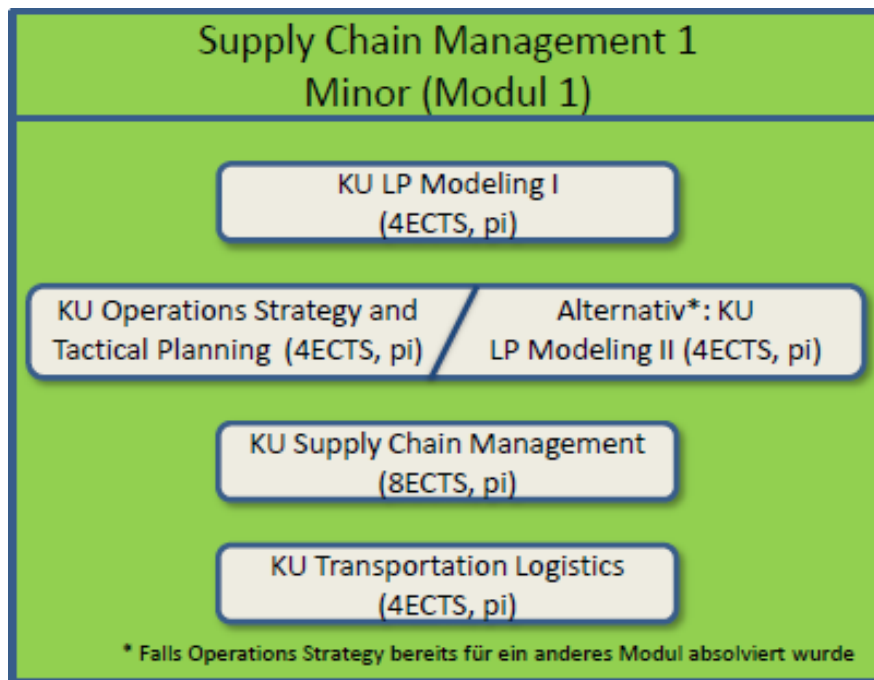 Supply Chain Management 1
Minor (Modul 1)
KU LP Modeling I
(4ECTS, pi)
KU Operations Strategy and
Tactical Planning (4ECTS, pi)
Alternativ*: KU
LP Modeling II (4ECTS, pi)
KU Supply Chain Management
(8ECTS, pi)
KU Transportation Logistics
(4ECTS, pi)
* Falls Operations Strategy bereits für ein anderes Modul absolviert wurde